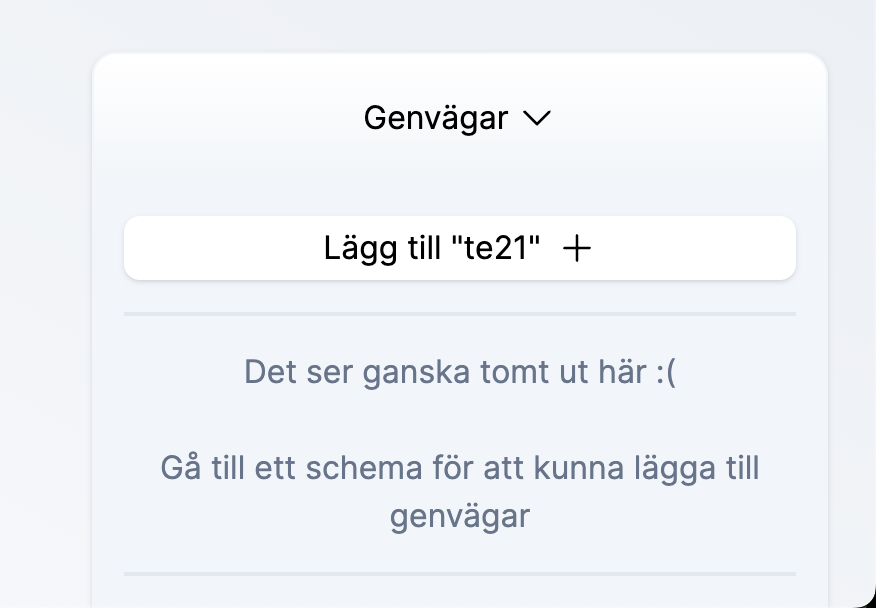 Genvägar
Lägg till "te21"
Det ser ganska tomt ut här :(
Gå till ett schema för att kunna lägga till
genvägar